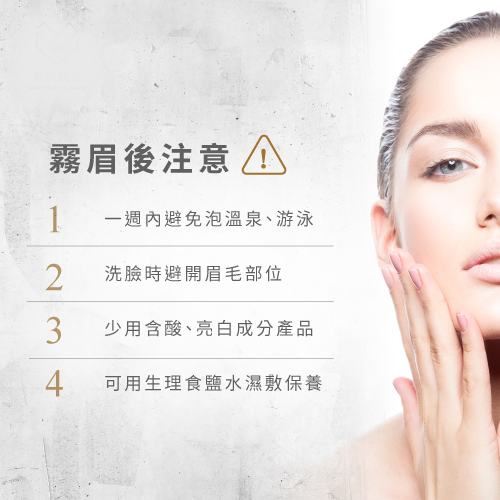 霧眉後注意
1 一週內避免泡溫泉、游泳
2 洗臉時避開眉毛部位
3 少用含酸、亮白成分產品
4 可用生理食鹽水濕敷保養